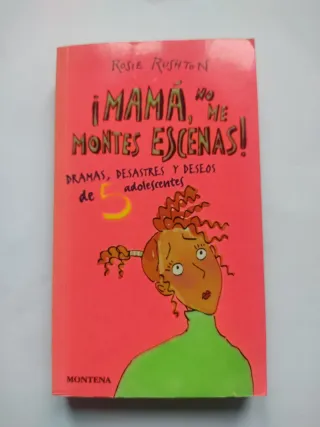 Rosie Rushton
¡MAMÁ, NO ME
MONTES ESCENAS!
DRAMAS, DESASTRES Y DESEOS
de 5 adolescentes
MONTENA